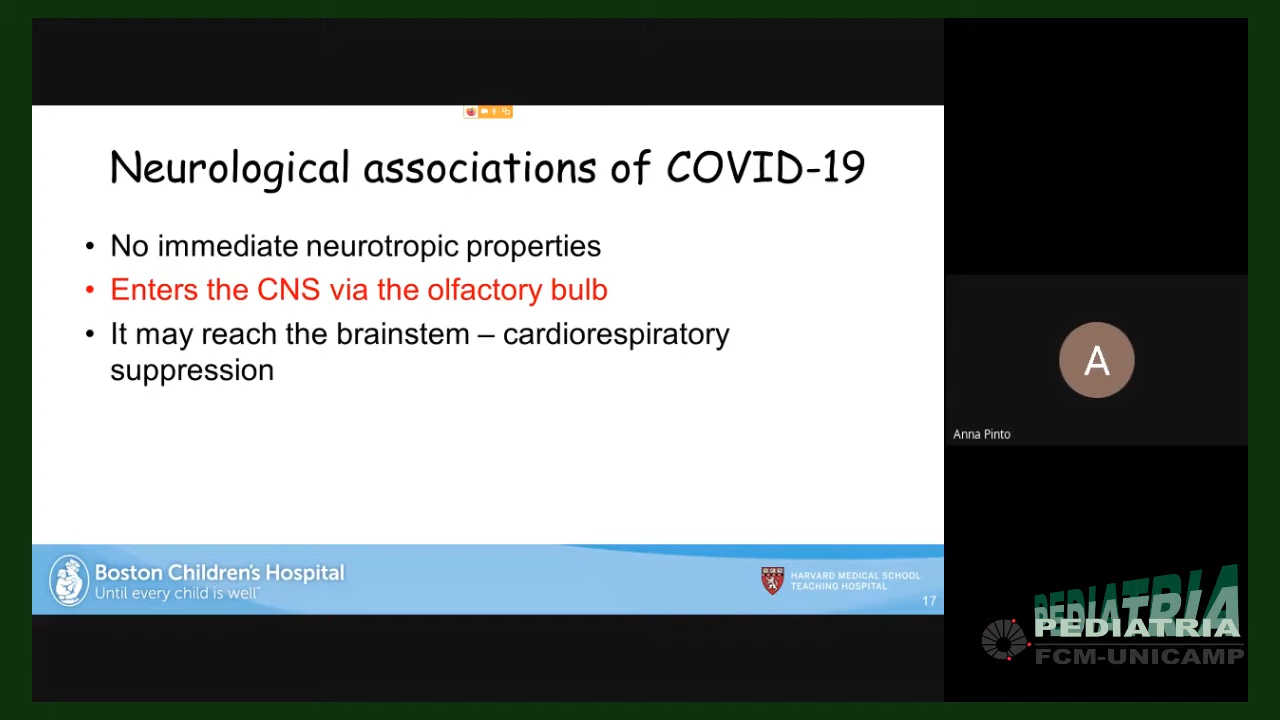 Neurological associations of COVID-19
• No immediate neurotropic properties
• Enters the CNS via the olfactory bulb
• It may reach the brainstem – cardiorespiratory
suppression
Boston Children's Hospital
Until every child is well™
HARVARD MEDICAL SCHOOL
TEACHING HOSPITAL
17
A
Anna Pinto
PEDIATRIA
PEDIATRIA
FCM-UNICAMP